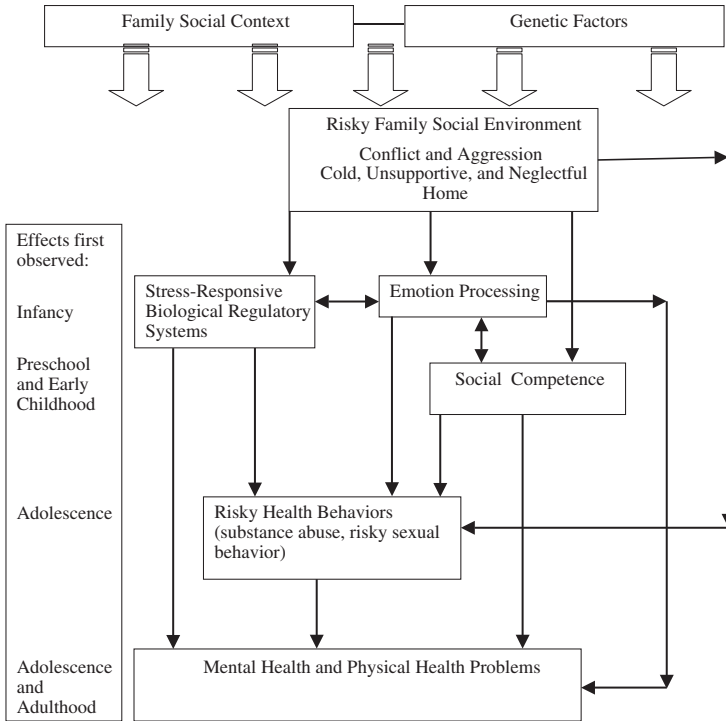 Family Social Context
Genetic Factors
Risky Family Social Environment
Conflict and Aggression
Cold, Unsupportive, and Neglectful
Home
Effects first
observed:
Infancy
Stress-Responsive
Biological Regulatory
Systems
Emotion Processing
Preschool
and Early
Childhood
Social Competence
Adolescence
Risky Health Behaviors
(substance abuse, risky sexual
behavior)
Adolescence
and
Adulthood
Mental Health and Physical Health Problems